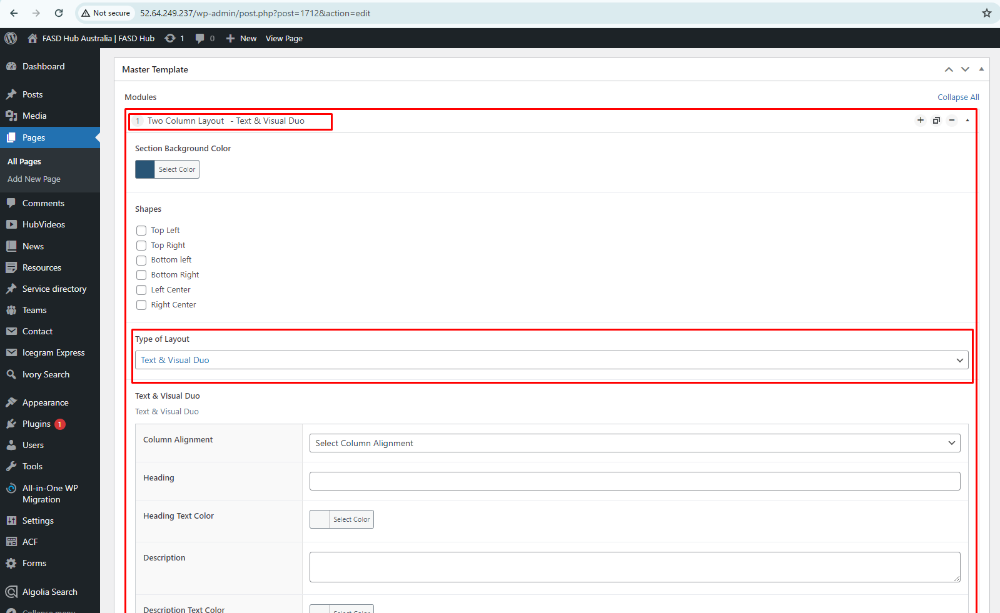 Not secure 52.64.249.237/wp-admin/post.php?post=1712&action=edit
FASD Hub Australia | FASD Hub 1 0 New View Page
Dashboard
Posts
Media
Pages
All Pages
Add New Page
Comments
HubVideos
News
Resources
Service directory
Teams
Contact
Icegram Express
Ivory Search
Appearance
Plugins 1
Users
Tools
All-in-One WP
Migration
Settings
ACF
Forms
Algolia Search
Collapse menu
Master Template
Modules Collapse All
1 Two Column Layout - Text & Visual Duo
Section Background Color
Select Color
Shapes
Top Left
Top Right
Bottom left
Bottom Right
Left Center
Right Center
Type of Layout
Text & Visual Duo
Text & Visual Duo
Text & Visual Duo
Column Alignment Select Column Alignment
Heading
Heading Text Color Select Color
Description
Description Text Color Select Color